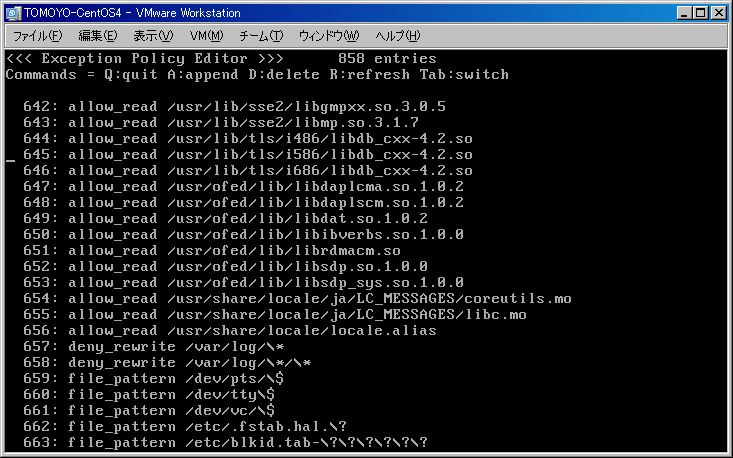 TOMOYO-CentOS4 - VMware Workstation
ファイル(F) 編集(E) 表示(V) VM(M) チーム(T) ウィンドウ(W) ヘルプ(H)
<<< Exception Policy Editor >>> 858 entries
Commands = Q:quit A:append D:delete R:refresh Tab:switch
642: allow_read /usr/lib/sse2/libgmpxx.so.3.0.5
643: allow_read /usr/lib/sse2/libmp.so.3.1.7
644: allow_read /usr/lib/tls/i486/libdb_cxx-4.2.so
645: allow_read /usr/lib/tls/i586/libdb_cxx-4.2.so
646: allow_read /usr/lib/tls/i686/libdb_cxx-4.2.so
647: allow_read /usr/ofed/lib/libdaplcma.so.1.0.2
648: allow_read /usr/ofed/lib/libdaplscm.so.1.0.2
649: allow_read /usr/ofed/lib/libdat.so.1.0.2
650: allow_read /usr/ofed/lib/libibverbs.so.1.0.0
651: allow_read /usr/ofed/lib/librdmacm.so
652: allow_read /usr/ofed/lib/libsdp.so.1.0.0
653: allow_read /usr/ofed/lib/libsdp_sys.so.1.0.0
654: allow_read /usr/share/locale/ja/LC_MESSAGES/coreutils.mo
655: allow_read /usr/share/locale/ja/LC_MESSAGES/libc.mo
656: allow_read /usr/share/locale/locale.alias
657: deny_rewrite /var/log/\*
658: deny_rewrite /var/log/\*/\*
659: file_pattern /dev/pts/\$
660: file_pattern /dev/tty\$
661: file_pattern /dev/vc/\$
662: file_pattern /etc/.fstab.hal.\?
663: file_pattern /etc/blkid.tab-\?\?\?\?\?\?